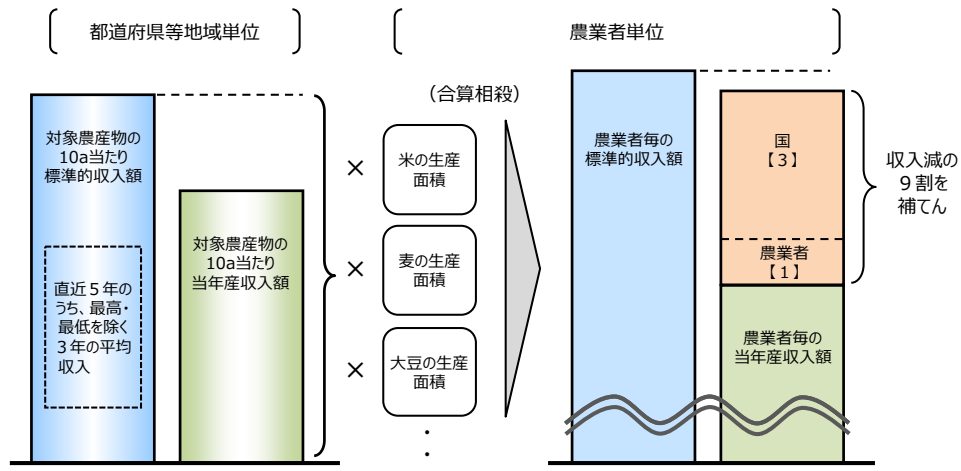 都道府県等地域単位
農業者単位
対象農産物の
10a当たり
標準的収入額
直近５年の
うち、最高・
最低を除く
３年の平均
収入
対象農産物の
10a当たり
当年産収入額
（合算相殺）
×
米の生産
面積
×
麦の生産
面積
×
大豆の生産
面積
：
農業者毎の
標準的収入額
国
【３】
農業者
【１】
農業者毎の
当年産収入額
収入減の
９割を
補てん